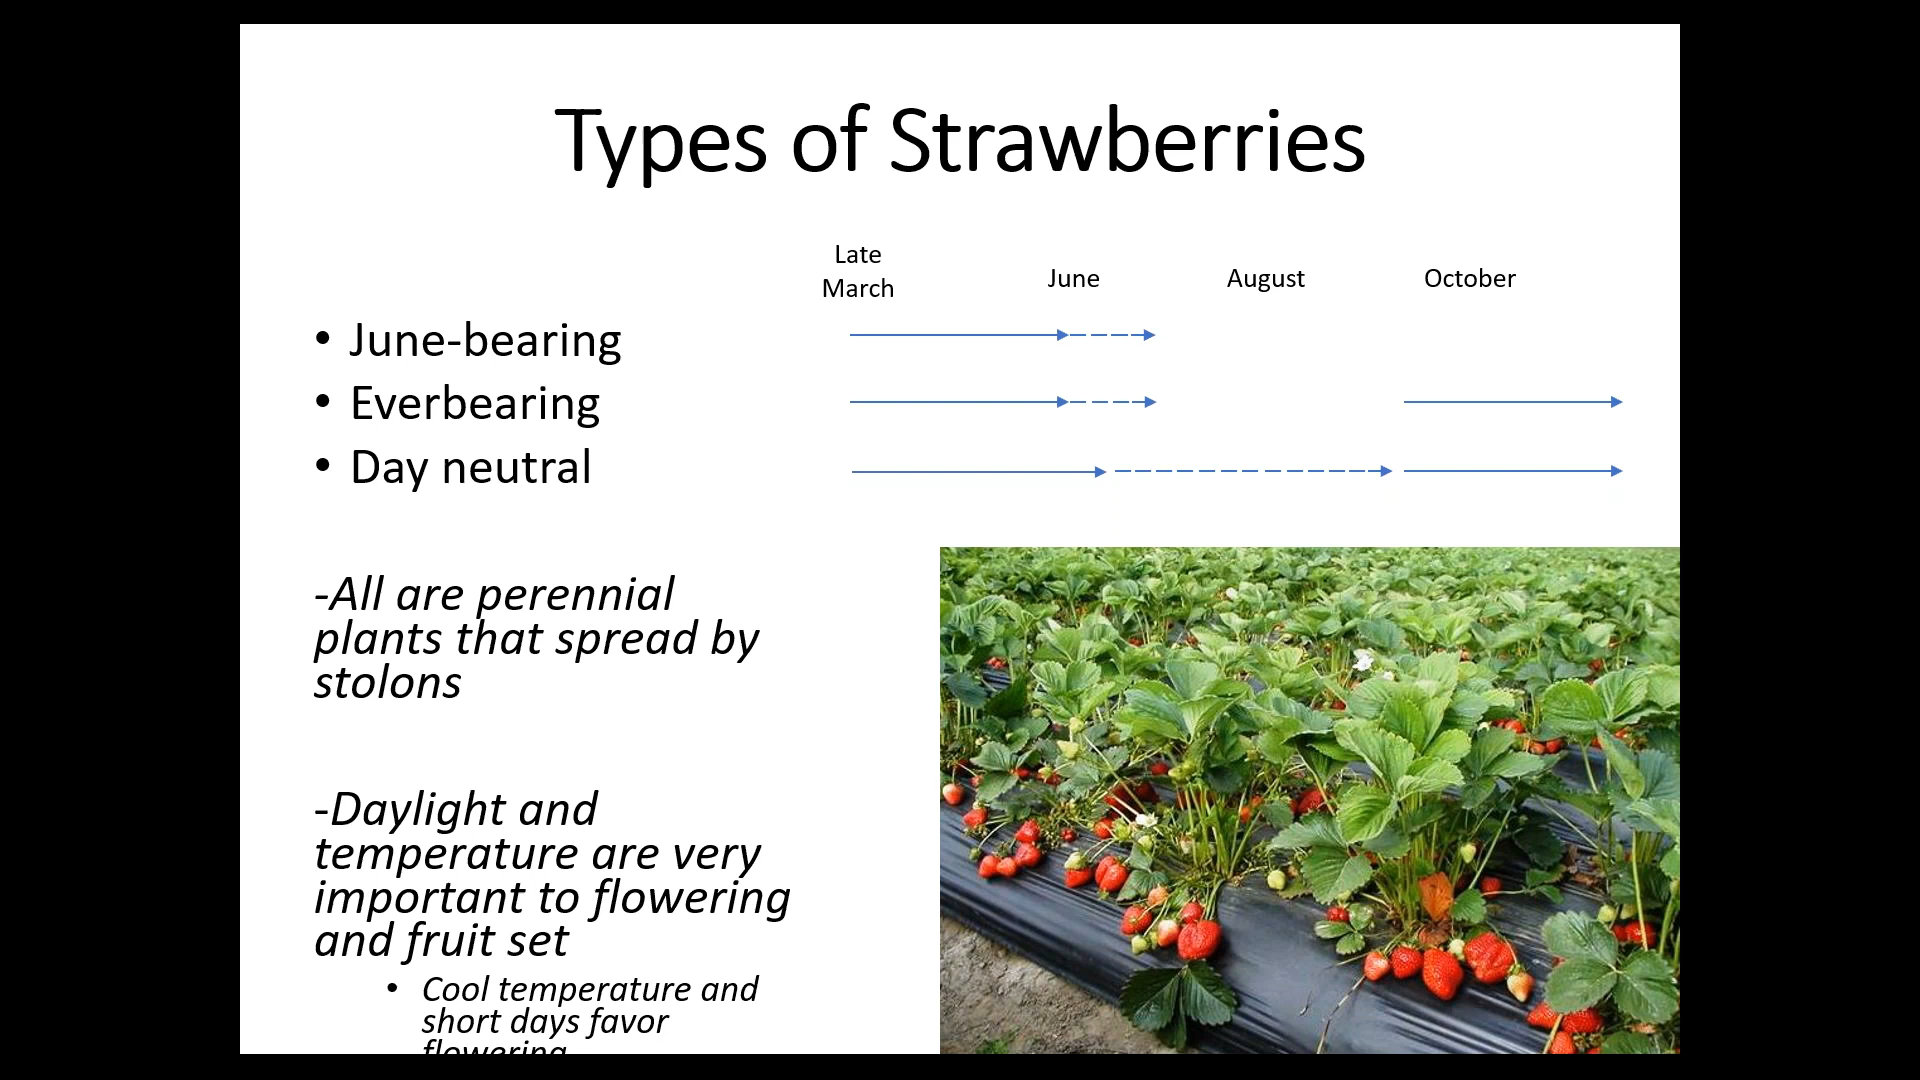 Types of Strawberries
Late
March
June
August
October
• June-bearing
• Everbearing
• Day neutral
-All are perennial
plants that spread by
stolons
-Daylight and
temperature are very
important to flowering
and fruit set
• Cool temperature and
short days favor
flowering